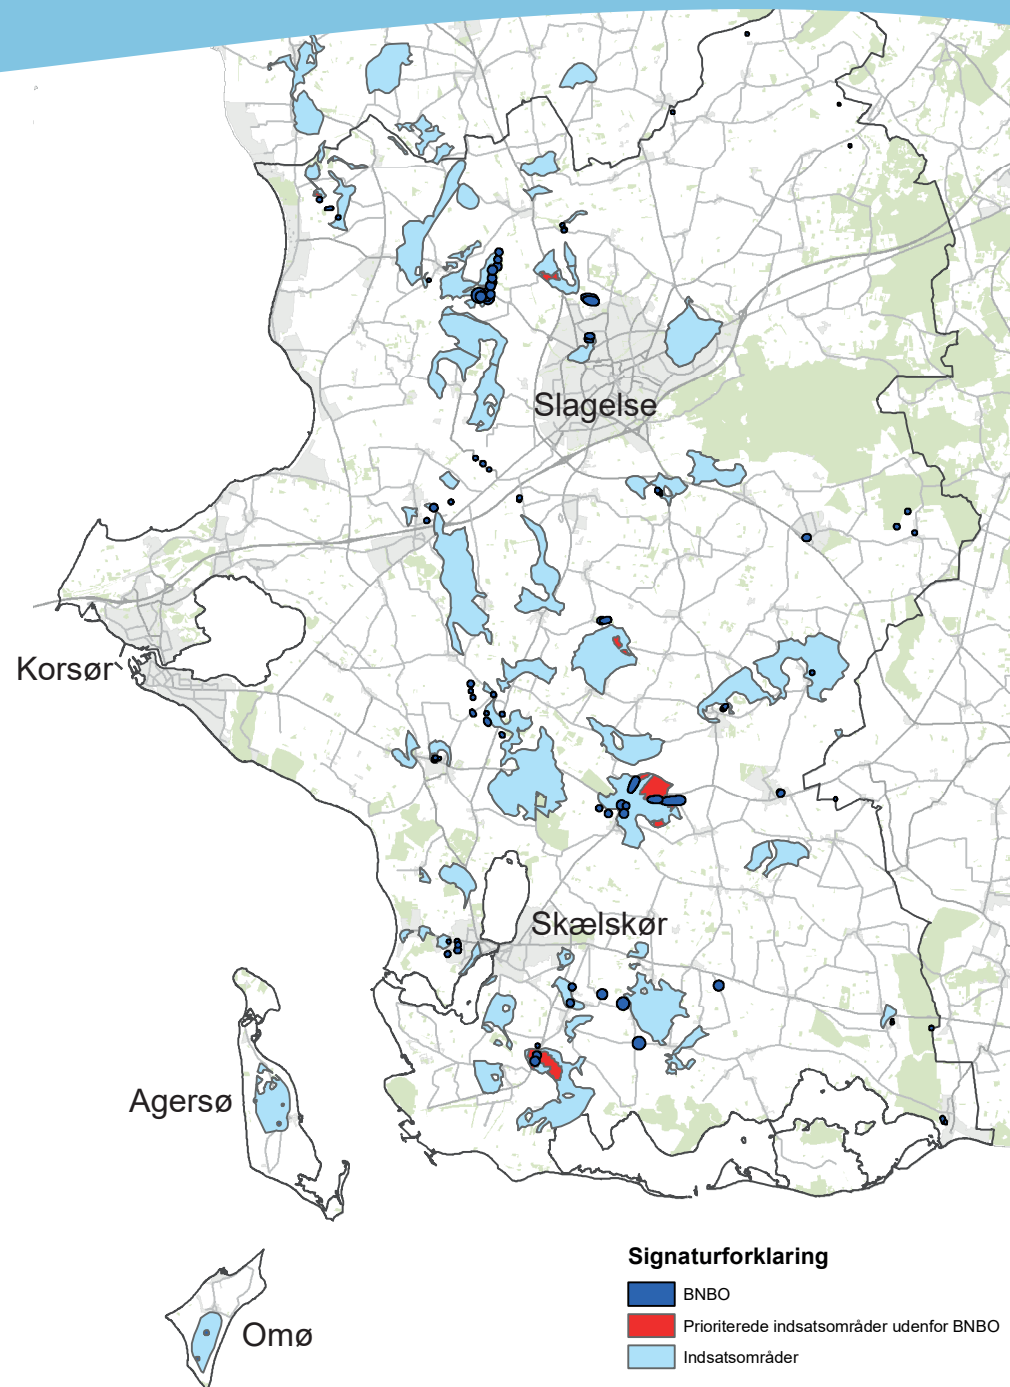 Slagelse
Korsør
Skælskør
Agersø
Omø
Signaturforklaring
BNBO
Prioriterede indsatsområder udenfor BNBO
Indsatsområder